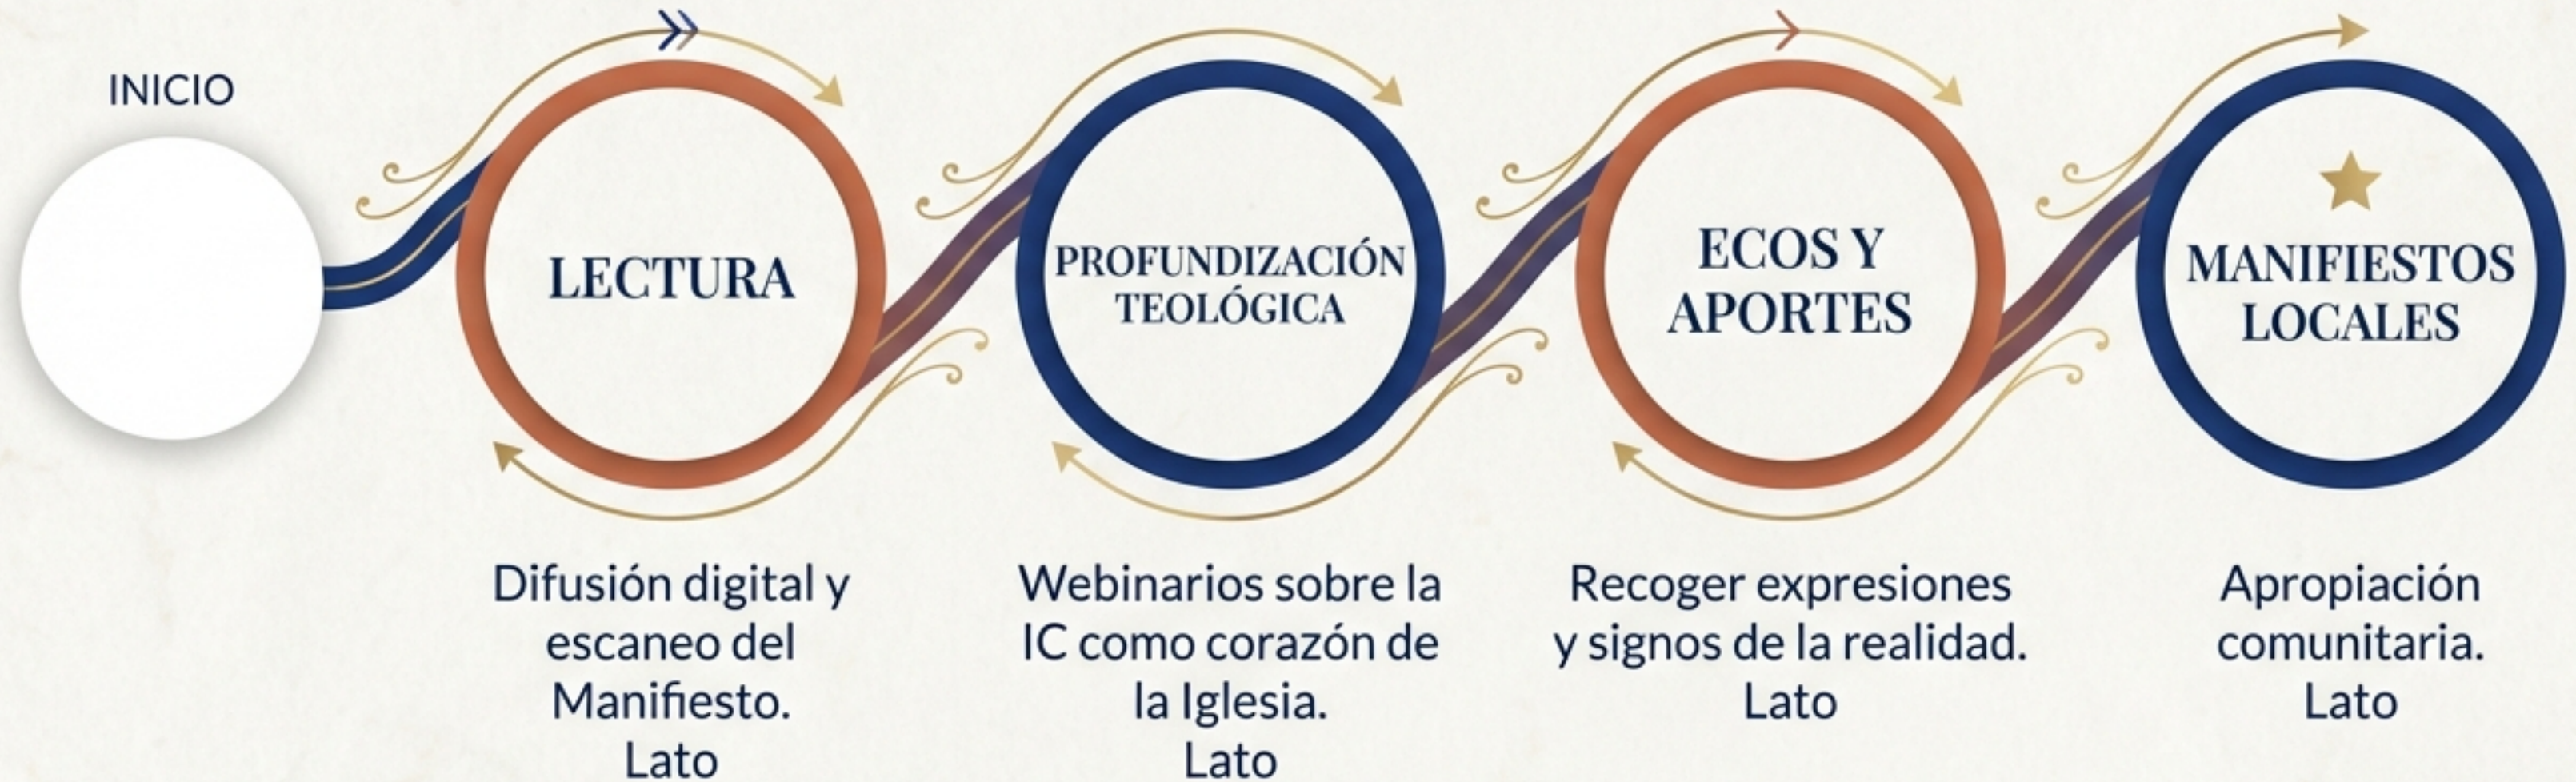 INICIO
LECTURA
PROFUNDIZACIÓN
TEOLÓGICA
ECOS Y
APORTES
MANIFIESTOS
LOCALES
Difusión digital y
escaneo del
Manifiesto.
Lato
Webinarios sobre la
IC como corazón de
la Iglesia.
Lato
Recoger expresiones
y signos de la realidad.
Lato
Apropiación
comunitaria.
Lato